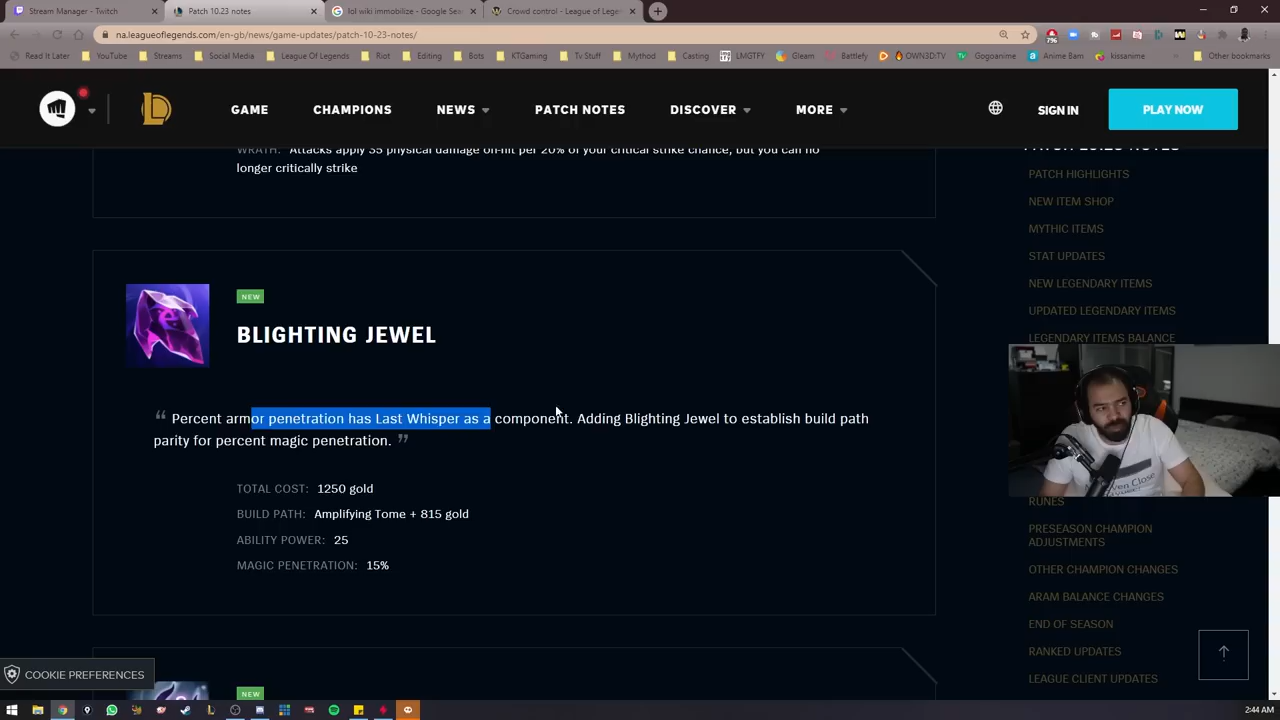 Stream Manager - Twitch
Patch 10.23 notes
lol wiki immobilize - Google Sea
Crowd control - League of Legen
na.leagueoflegends.com/en-gb/news/game-updates/patch-10-23-notes/
796
Read It Later
YouTube
Streams
Social Media
League Of Legends
Riot
Editing
Bots
KTGaming
Tv Stuff
Mythod
Casting
LMGTFY
Gleam
Battlefy
OWN3D:TV
Gogoanime
Anime Bam
kissanime
Other bookmarks
GAME
CHAMPIONS
NEWS
PATCH NOTES
DISCOVER
MORE
SIGN IN
PLAY NOW
WRATH: Attacks apply 35 physical damage on-hit per 20% of your critical strike chance, but you can no
longer critically strike
NEW
BLIGHTING JEWEL
“ Percent armor penetration has Last Whisper as a component. Adding Blighting Jewel to establish build path
parity for percent magic penetration. ”
TOTAL COST: 1250 gold
BUILD PATH: Amplifying Tome + 815 gold
ABILITY POWER: 25
MAGIC PENETRATION: 15%
NEW
PATCH 10.23 NOTES
PATCH HIGHLIGHTS
NEW ITEM SHOP
MYTHIC ITEMS
STAT UPDATES
NEW LEGENDARY ITEMS
UPDATED LEGENDARY ITEMS
LEGENDARY ITEMS BALANCE
RUNES
PRESEASON CHAMPION
ADJUSTMENTS
OTHER CHAMPION CHANGES
ARAM BALANCE CHANGES
END OF SEASON
RANKED UPDATES
LEAGUE CLIENT UPDATES
COOKIE PREFERENCES
2:44 AM